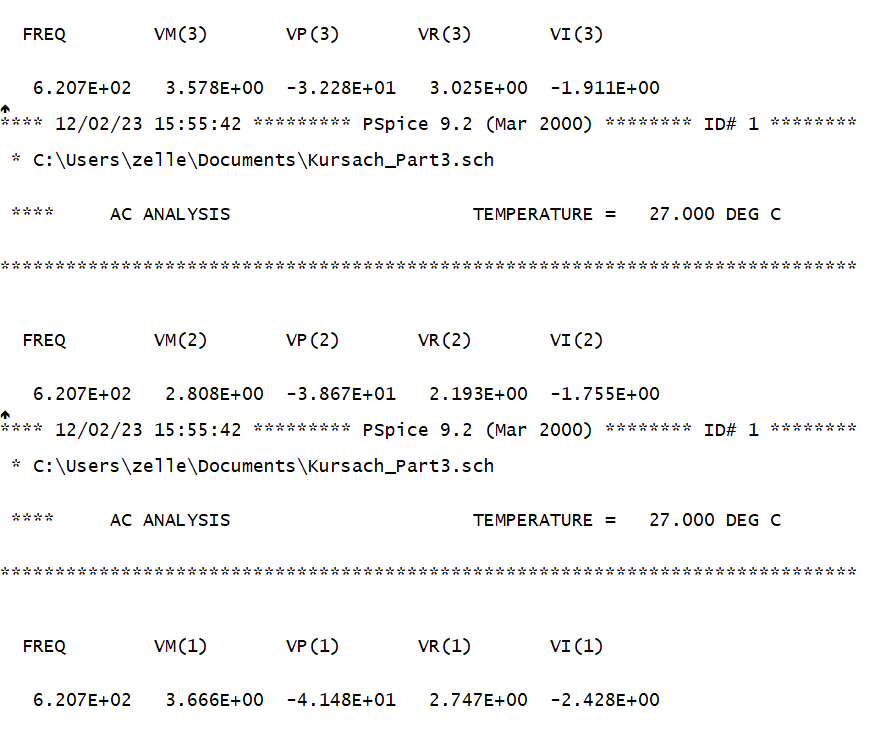 FREQ VM(3) VP(3) VR(3) VI(3)
6.207E+02 3.578E+00 -3.228E+01 3.025E+00 -1.911E+00
**** 12/02/23 15:55:42 ********* PSpice 9.2 (Mar 2000) ******** ID# 1 ********
* C:\Users\zelle\Documents\Kursach_Part3.sch
**** AC ANALYSIS TEMPERATURE = 27.000 DEG C
******************************************************************************
FREQ VM(2) VP(2) VR(2) VI(2)
6.207E+02 2.808E+00 -3.867E+01 2.193E+00 -1.755E+00
**** 12/02/23 15:55:42 ********* PSpice 9.2 (Mar 2000) ******** ID# 1 ********
* C:\Users\zelle\Documents\Kursach_Part3.sch
**** AC ANALYSIS TEMPERATURE = 27.000 DEG C
******************************************************************************
FREQ VM(1) VP(1) VR(1) VI(1)
6.207E+02 3.666E+00 -4.148E+01 2.747E+00 -2.428E+00